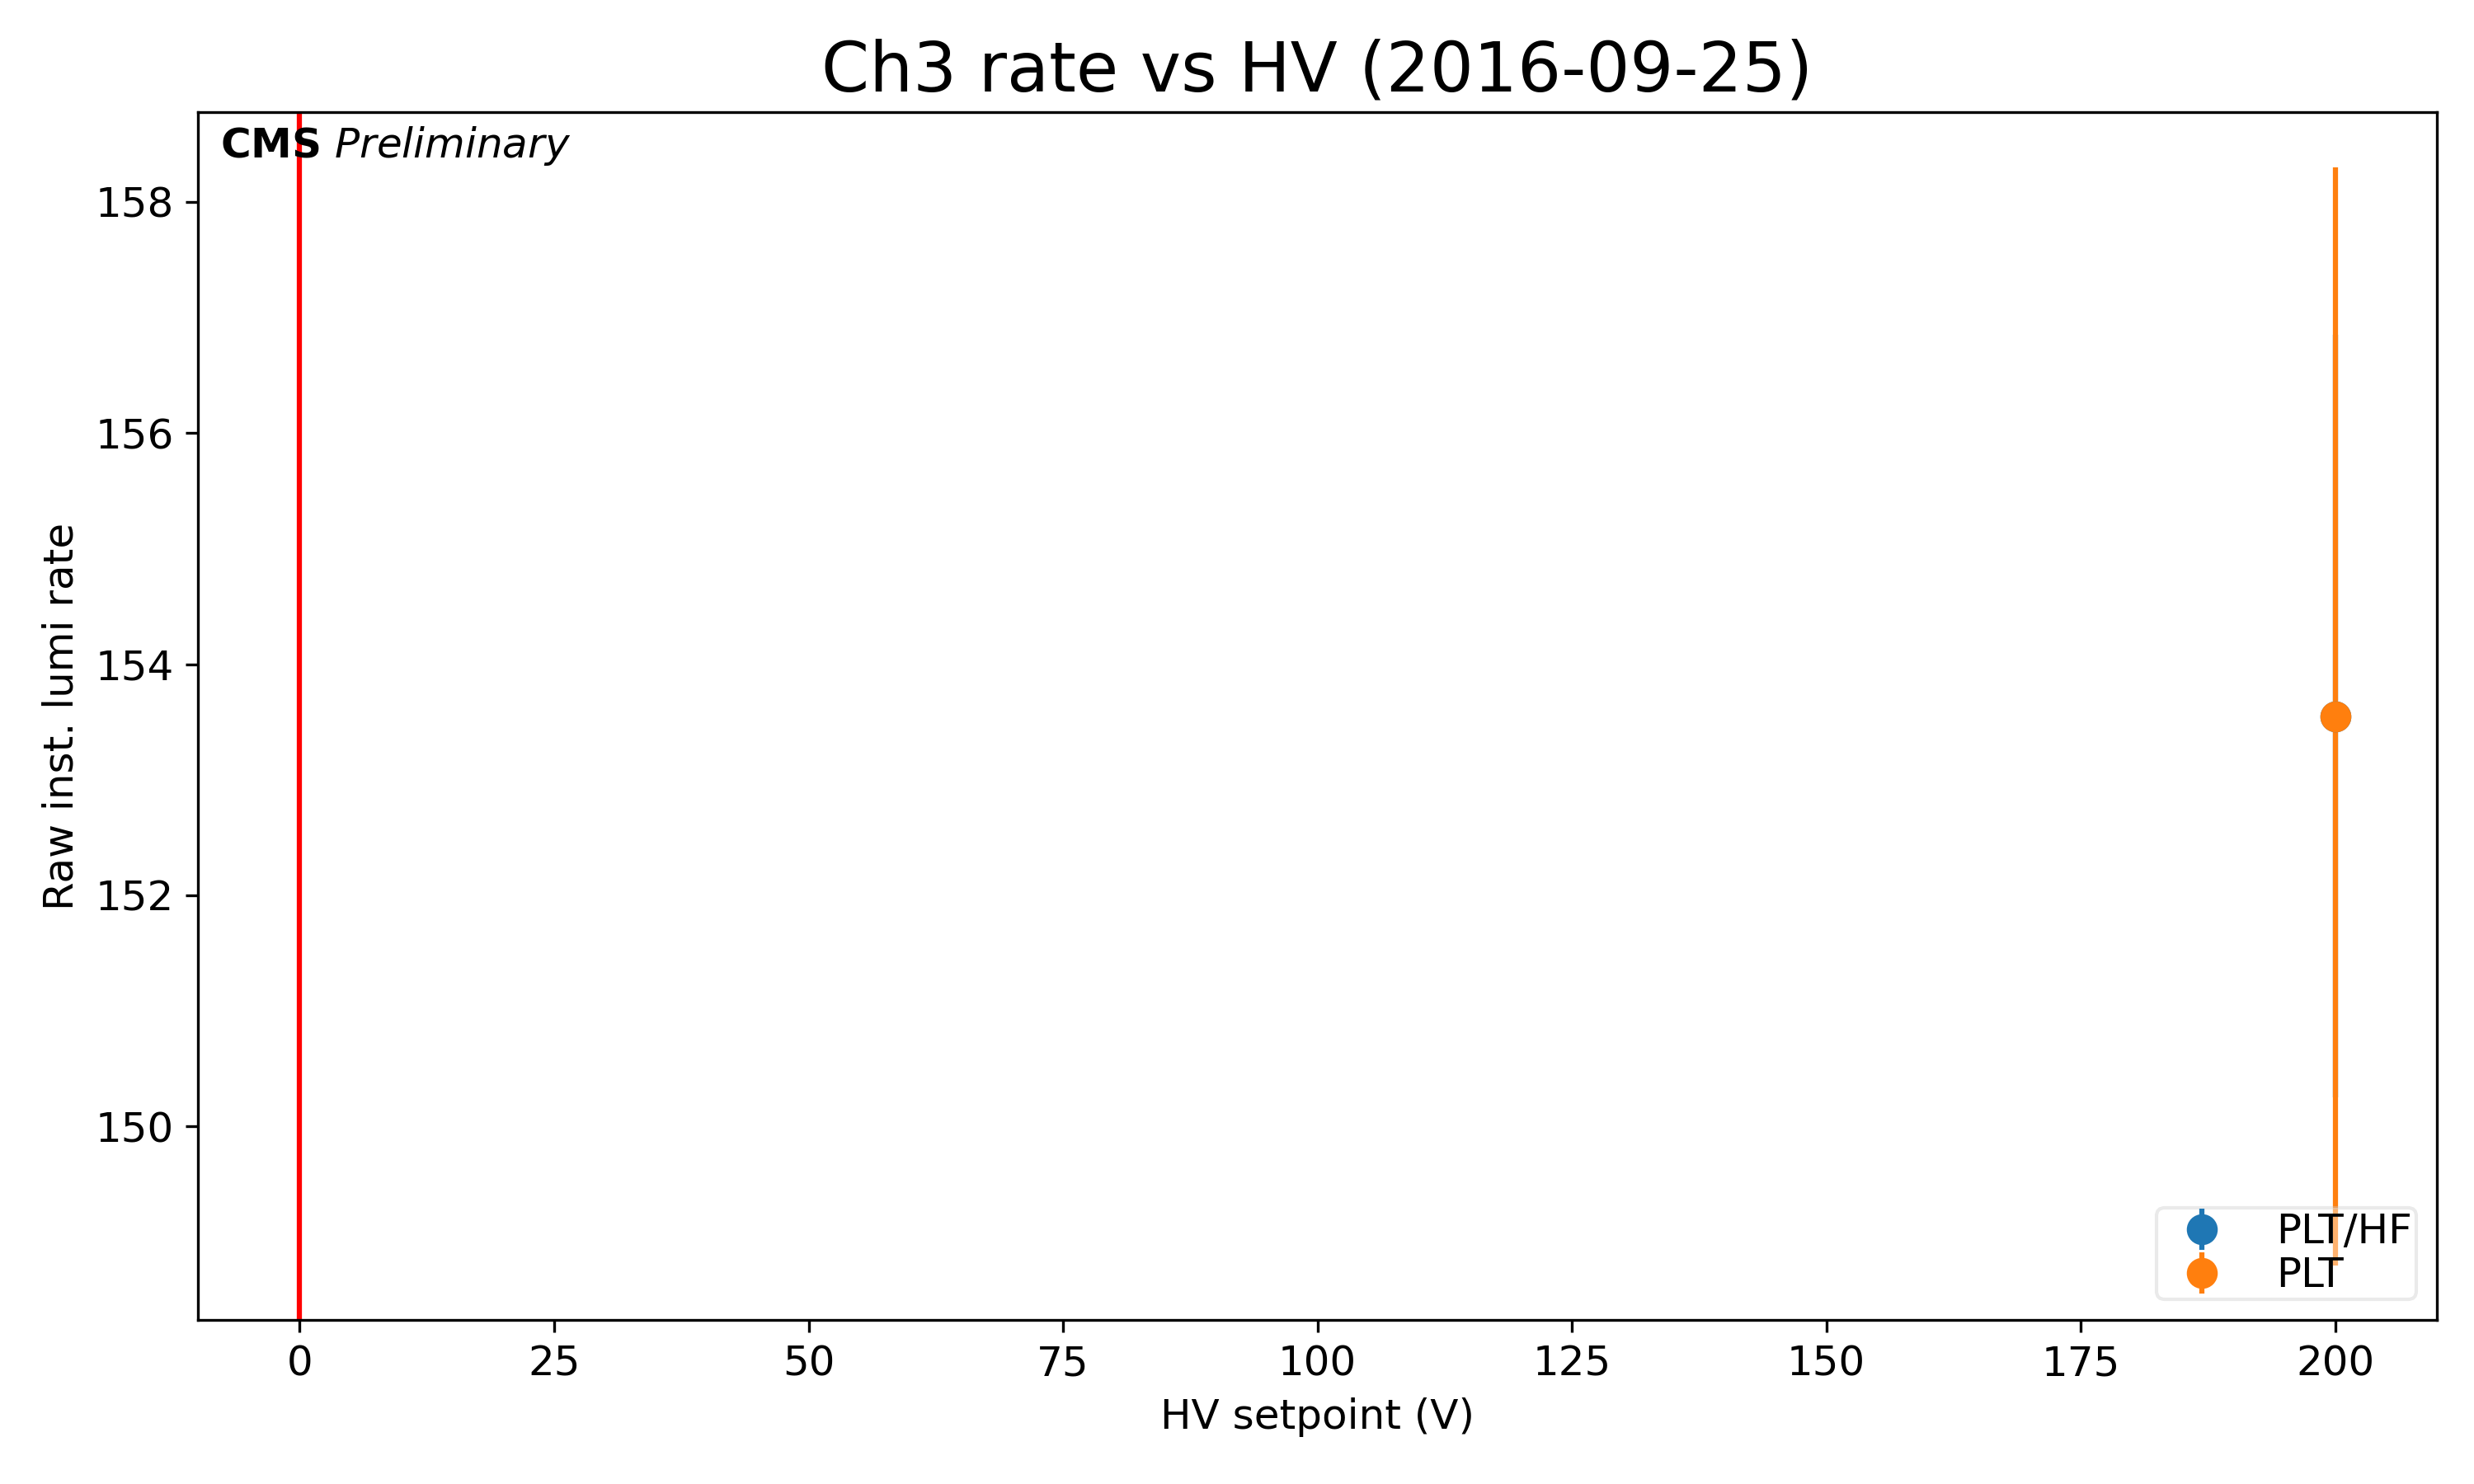 Ch3 rate vs HV (2016-09-25)
CMS Preliminary
158
156
154
152
150
Raw inst. lumi rate
0 25 50 75 100 125 150 175 200
HV setpoint (V)
PLT/HF
PLT